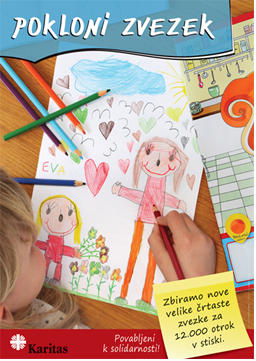 POKLONI ZVEZEK
EVA
Zbiramo nove
velike črtaste
zvezke za
12.000 otrok
v stiski.
Povabljeni
k solidarnosti!
Karitas